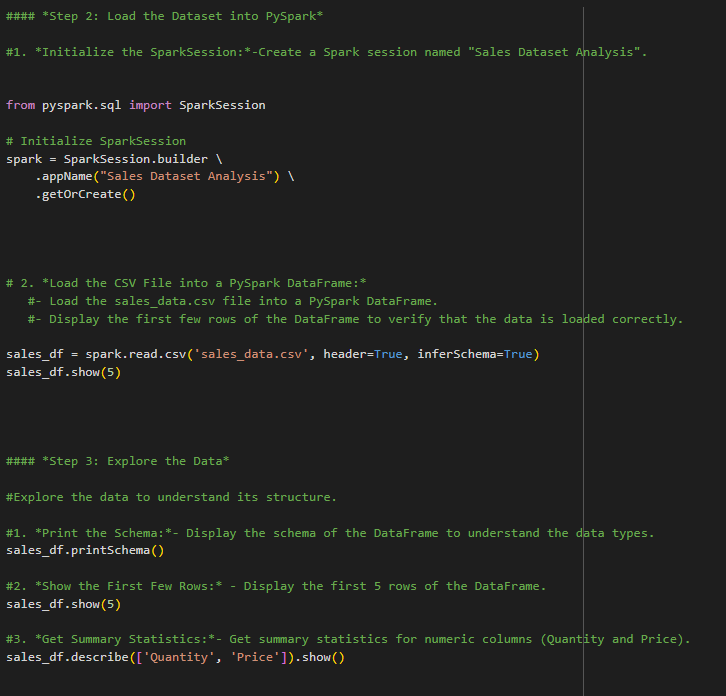 #### *Step 2: Load the Dataset into PySpark*
#1. *Initialize the SparkSession:*-Create a Spark session named "Sales Dataset Analysis".
from pyspark.sql import SparkSession
# Initialize SparkSession
spark = SparkSession.builder \
    .appName("Sales Dataset Analysis") \
    .getOrCreate()
# 2. *Load the CSV File into a PySpark DataFrame:*
   #- Load the sales_data.csv file into a PySpark DataFrame.
   #- Display the first few rows of the DataFrame to verify that the data is loaded correctly.
sales_df = spark.read.csv('sales_data.csv', header=True, inferSchema=True)
sales_df.show(5)
#### *Step 3: Explore the Data*
#Explore the data to understand its structure.
#1. *Print the Schema:*- Display the schema of the DataFrame to understand the data types.
sales_df.printSchema()
#2. *Show the First Few Rows:* - Display the first 5 rows of the DataFrame.
sales_df.show(5)
#3. *Get Summary Statistics:*- Get summary statistics for numeric columns (Quantity and Price).
sales_df.describe(['Quantity', 'Price']).show()